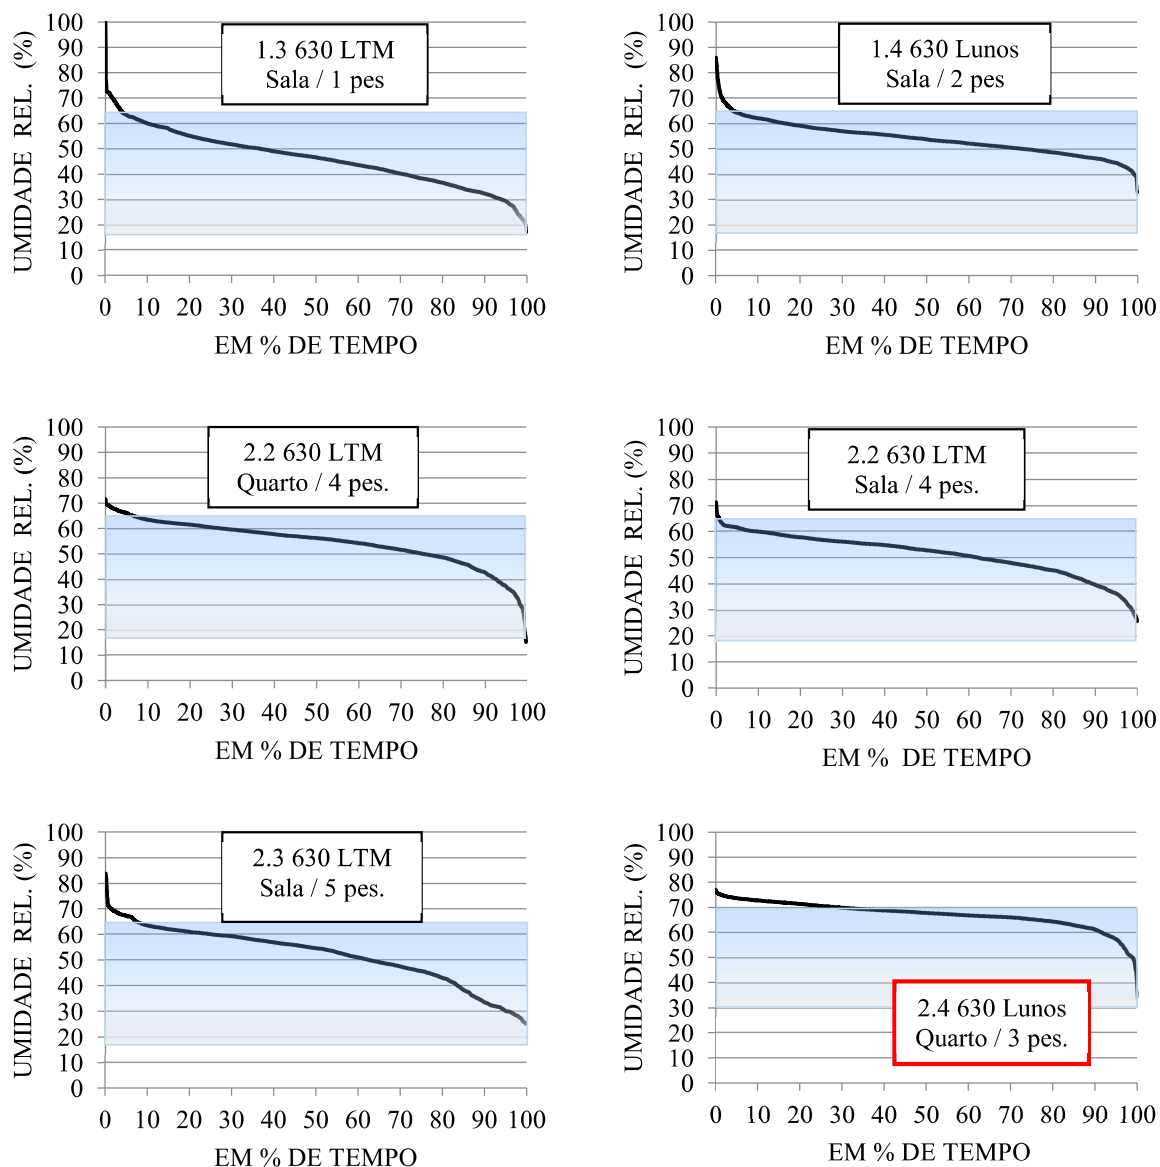 1.3 630 LTM
Sala / 1 pes
UMIDADE REL. (%)
100
90
80
70
60
50
40
30
20
10
0
0 10 20 30 40 50 60 70 80 90 100
EM % DE TEMPO
1.4 630 Lunos
Sala / 2 pes
UMIDADE REL. (%)
100
90
80
70
60
50
40
30
20
10
0
0 10 20 30 40 50 60 70 80 90 100
EM % DE TEMPO
2.2 630 LTM
Quarto / 4 pes.
UMIDADE REL. (%)
100
90
80
70
60
50
40
30
20
10
0
0 10 20 30 40 50 60 70 80 90 100
EM % DE TEMPO
2.2 630 LTM
Sala / 4 pes.
UMIDADE REL. (%)
100
90
80
70
60
50
40
30
20
10
0
0 10 20 30 40 50 60 70 80 90 100
EM % DE TEMPO
2.3 630 LTM
Sala / 5 pes.
UMIDADE REL. (%)
100
90
80
70
60
50
40
30
20
10
0
0 10 20 30 40 50 60 70 80 90 100
EM % DE TEMPO
2.4 630 Lunos
Quarto / 3 pes.
UMIDADE REL. (%)
100
90
80
70
60
50
40
30
20
10
0
0 10 20 30 40 50 60 70 80 90 100
EM % DE TEMPO